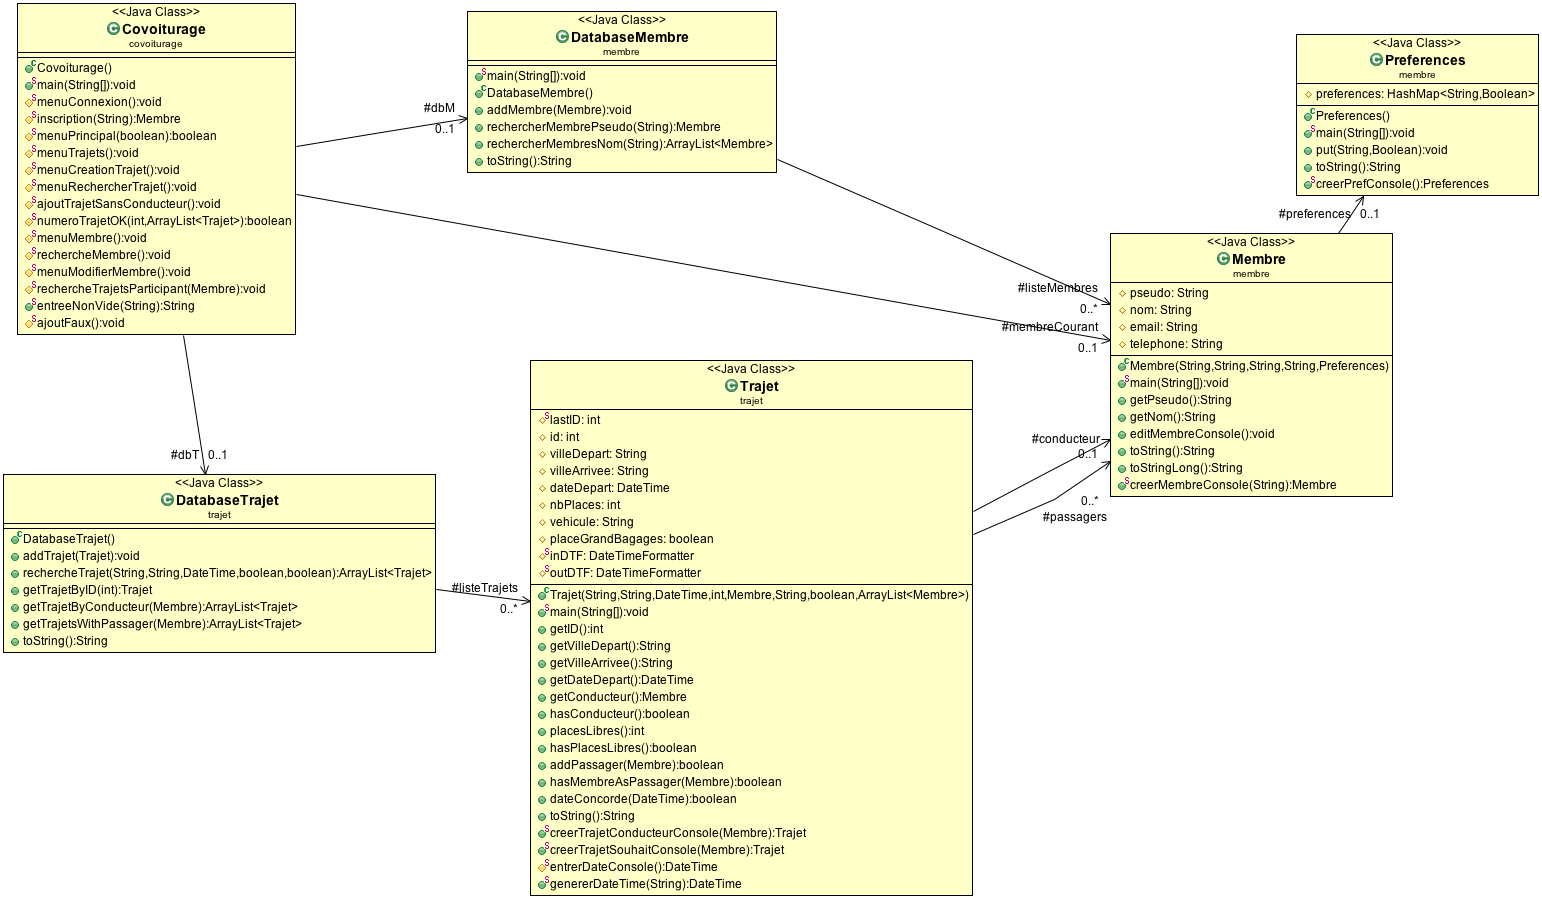 <<Java Class>>
Covoiturage
covoiturage
Covoiturage()
main(String[]):void
menuConnexion():void
inscription(String):Membre
menuPrincipal(boolean):boolean
menuTrajets():void
menuCreationTrajet():void
menuRechercherTrajet():void
ajoutTrajetSansConducteur():void
numeroTrajetOK(int,ArrayList<Trajet>):boolean
menuMembre():void
rechercheMembre():void
menuModifierMembre():void
rechercheTrajetsParticipant(Membre):void
entreeNonVide(String):String
ajoutFaux():void
#dbM
0..1
<<Java Class>>
DatabaseMembre
membre
main(String[]):void
DatabaseMembre()
addMembre(Membre):void
rechercherMembrePseudo(String):Membre
rechercherMembresNom(String):ArrayList<Membre>
toString():String
<<Java Class>>
Preferences
membre
preferences: HashMap<String,Boolean>
Preferences()
main(String[]):void
put(String,Boolean):void
toString():String
creerPrefConsole():Preferences
#preferences
0..1
#listeMembres
0..*
#membreCourant
0..1
<<Java Class>>
Membre
membre
pseudo: String
nom: String
email: String
telephone: String
Membre(String,String,String,String,Preferences)
main(String[]):void
getPseudo():String
getNom():String
editMembreConsole():void
toString():String
toStringLong():String
creerMembreConsole(String):Membre
#dbT
0..1
<<Java Class>>
DatabaseTrajet
trajet
DatabaseTrajet()
addTrajet(Trajet):void
rechercheTrajet(String,String,DateTime,boolean,boolean):ArrayList<Trajet>
getTrajetByID(int):Trajet
getTrajetByConducteur(Membre):ArrayList<Trajet>
getTrajetsWithPassager(Membre):ArrayList<Trajet>
toString():String
#listeTrajets
0..*
<<Java Class>>
Trajet
trajet
lastID: int
id: int
villeDepart: String
villeArrivee: String
dateDepart: DateTime
nbPlaces: int
vehicule: String
placeGrandBagages: boolean
inDTF: DateTimeFormatter
outDTF: DateTimeFormatter
Trajet(String,String,DateTime,int,Membre,String,boolean,ArrayList<Membre>)
main(String[]):void
getID():int
getVilleDepart():String
getVilleArrivee():String
getDateDepart():DateTime
getConducteur():Membre
hasConducteur():boolean
placesLibres():int
hasPlacesLibres():boolean
addPassager(Membre):boolean
hasMembreAsPassager(Membre):boolean
dateConcorde(DateTime):boolean
toString():String
creerTrajetConducteurConsole(Membre):Trajet
creerTrajetSouhaitConsole(Membre):Trajet
entrerDateConsole():DateTime
genererDateTime(String):DateTime
#conducteur
0..1
0..*
#passagers